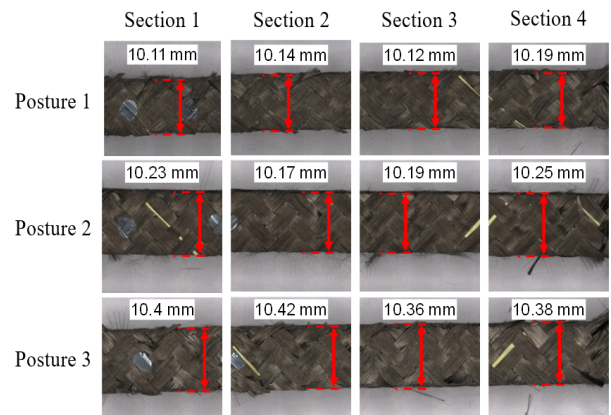 Section 1 Section 2 Section 3 Section 4
10.11 mm 10.14 mm 10.12 mm 10.19 mm
Posture 1
10.23 mm 10.17 mm 10.19 mm 10.25 mm
Posture 2
10.4 mm 10.42 mm 10.36 mm 10.38 mm
Posture 3